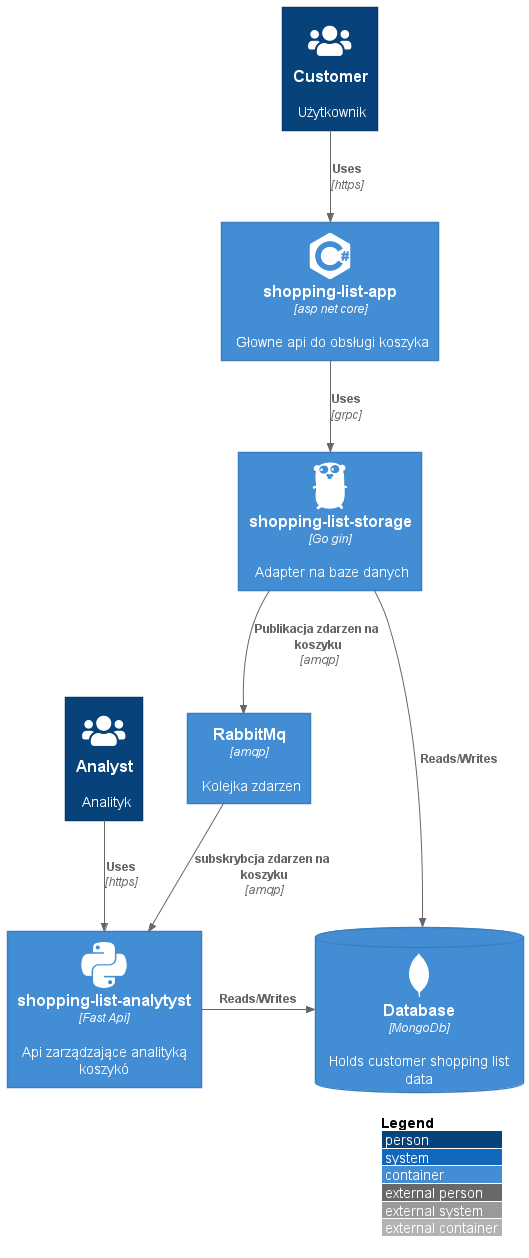 Customer
Użytkownik
Uses
[https]
C#
shopping-list-app
[asp net core]
Głowne api do obsługi koszyka
Uses
[grpc]
shopping-list-storage
[Go gin]
Adapter na baze danych
Publikacja zdarzen na
koszyku
[amqp]
RabbitMq
[amqp]
Kolejka zdarzen
Analyst
Analityk
Reads/Writes
Uses
[https]
subskrybcja zdarzen na
koszyku
[amqp]
shopping-list-analytyst
[Fast Api]
Api zarządzające analityką
koszykó
Reads/Writes
Database
[MongoDb]
Holds customer shopping list
data
Legend
person
system
container
external person
external system
external container